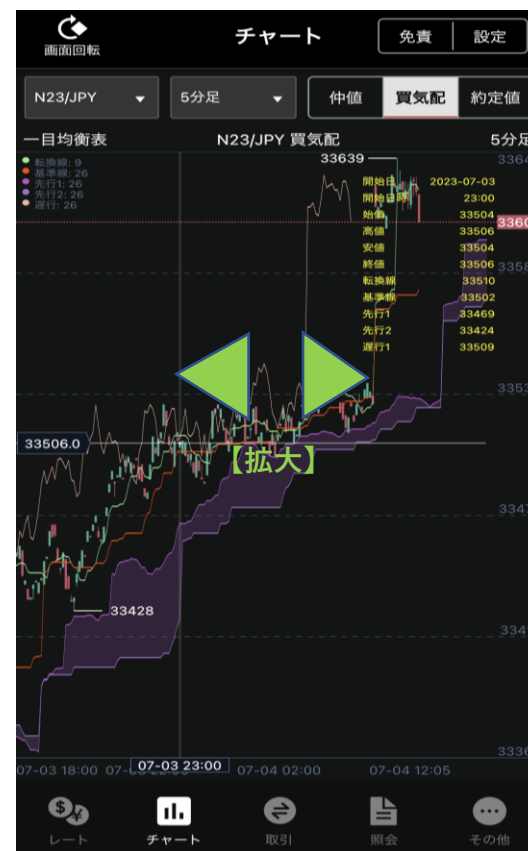 画面回転
チャート
免責
設定
N23/JPY
5分足
仲値
買気配
約定値
一目均衡表
N23/JPY 買気配
5分足
転換線: 9
基準線: 26
先行1: 26
先行2: 26
遅行: 26
33639
開始日 2023-07-03
開始日時 23:00
始値 33504
高値 33506
安値 33504
終値 33506
転換線 33510
基準線 33502
先行1 33469
先行2 33424
遅行1 33509
33506.0
【拡大】
33428
07-03 18:00
07-03 23:00
07-04 02:00
07-04 12:05
レート
チャート
取引
照会
その他